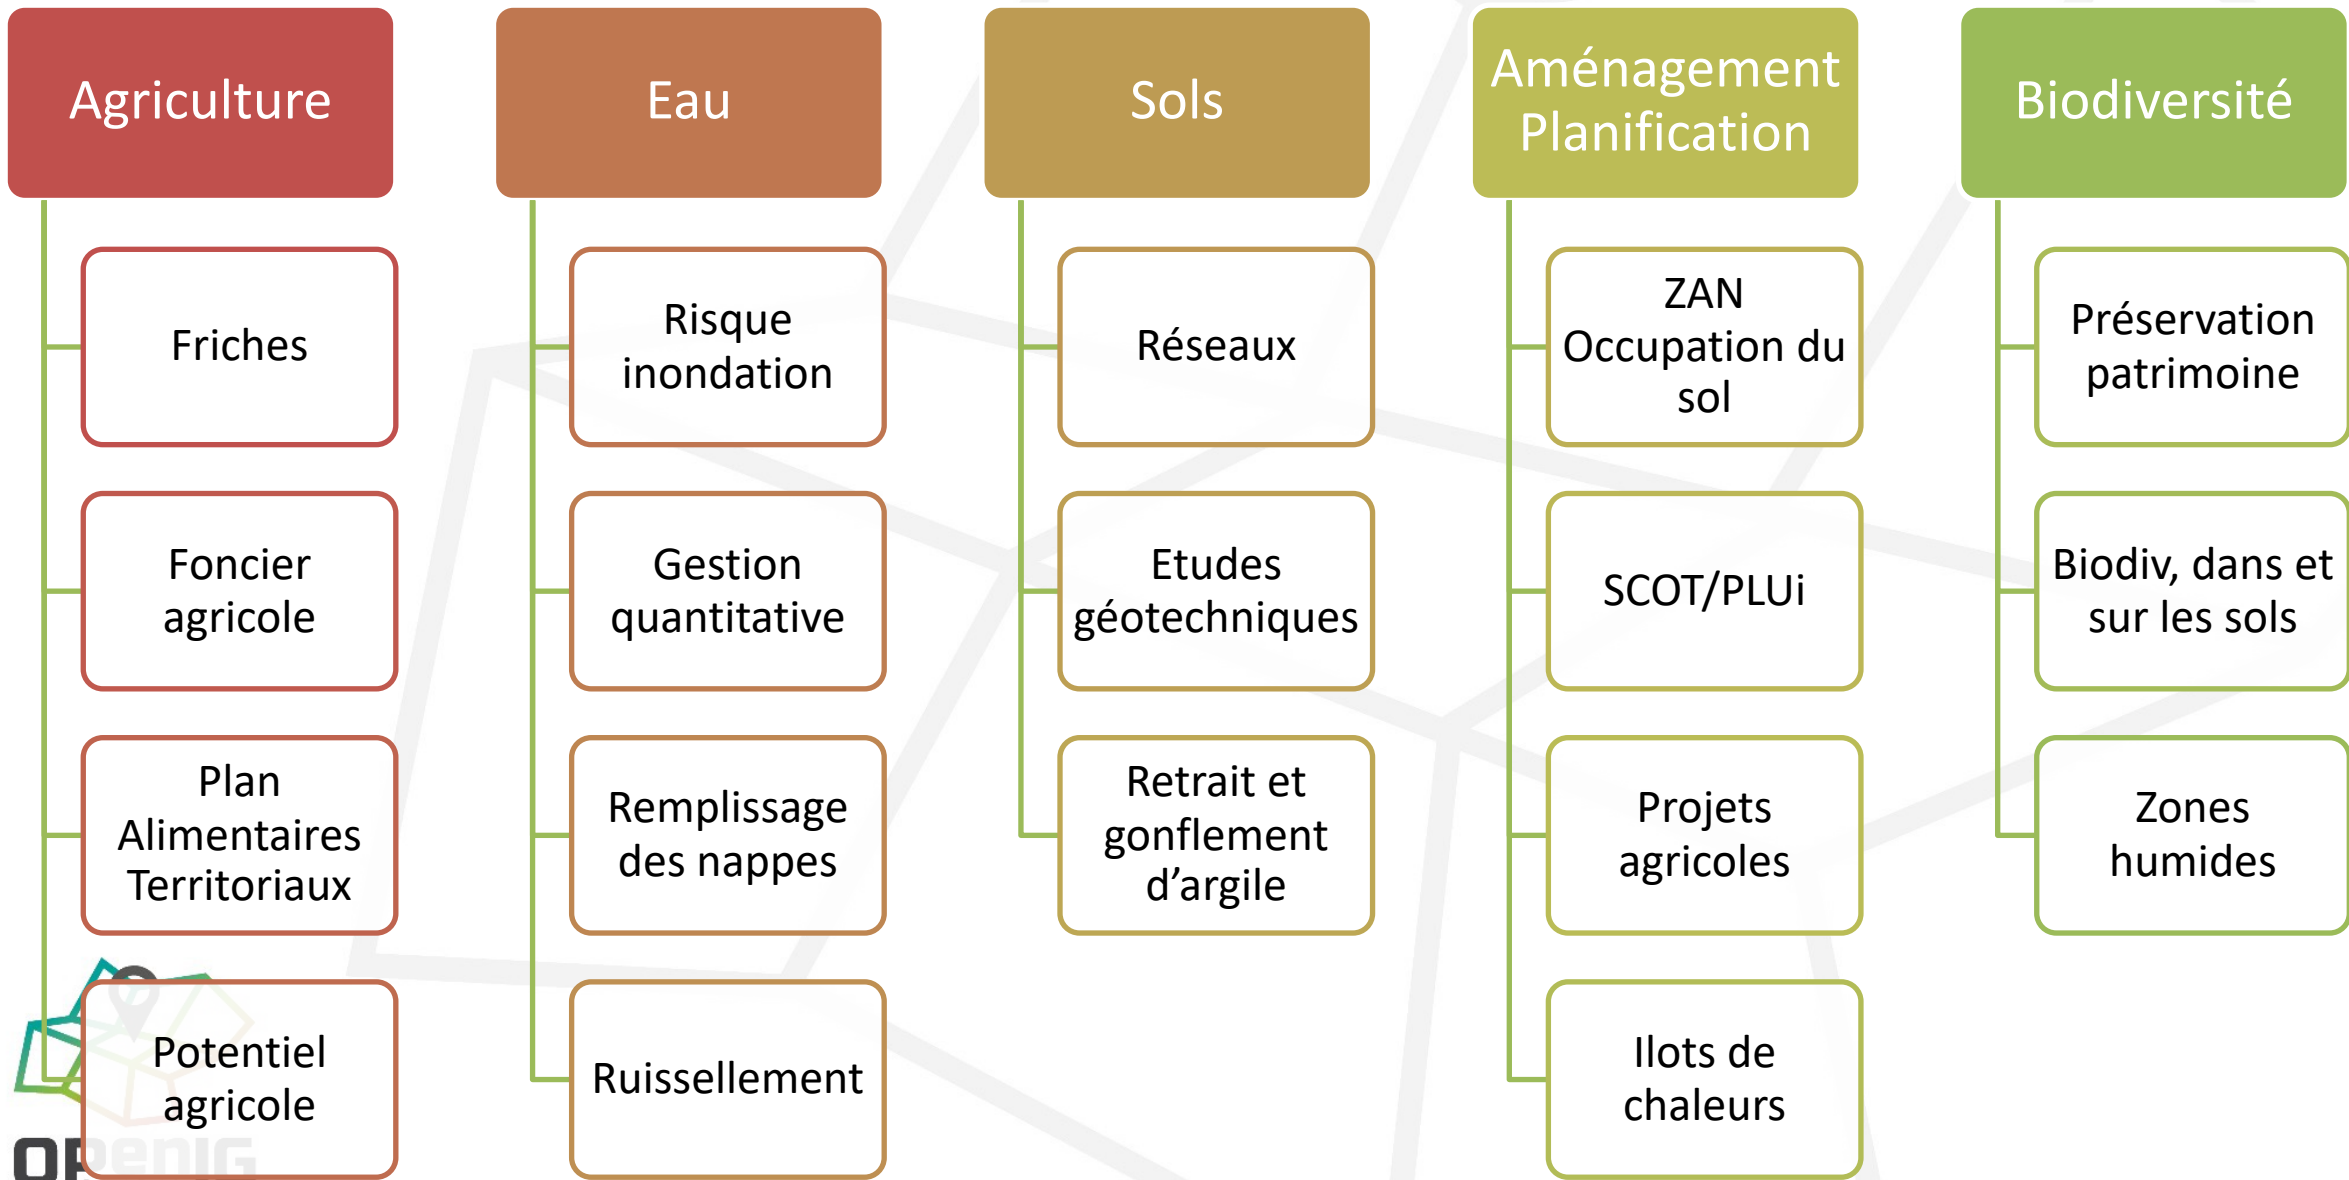 Agriculture
Friches
Foncier
agricole
Plan
Alimentaires
Territoriaux
Potentiel
agricole
Eau
Risque
inondation
Gestion
quantitative
Remplissage
des nappes
Ruissellement
Sols
Réseaux
Etudes
géotechniques
Retrait et
gonflement
d’argile
Aménagement
Planification
ZAN
Occupation du
sol
SCOT/PLUi
Projets
agricoles
Ilots de
chaleurs
Biodiversité
Préservation
patrimoine
Biodiv, dans et
sur les sols
Zones
humides
OPenIG